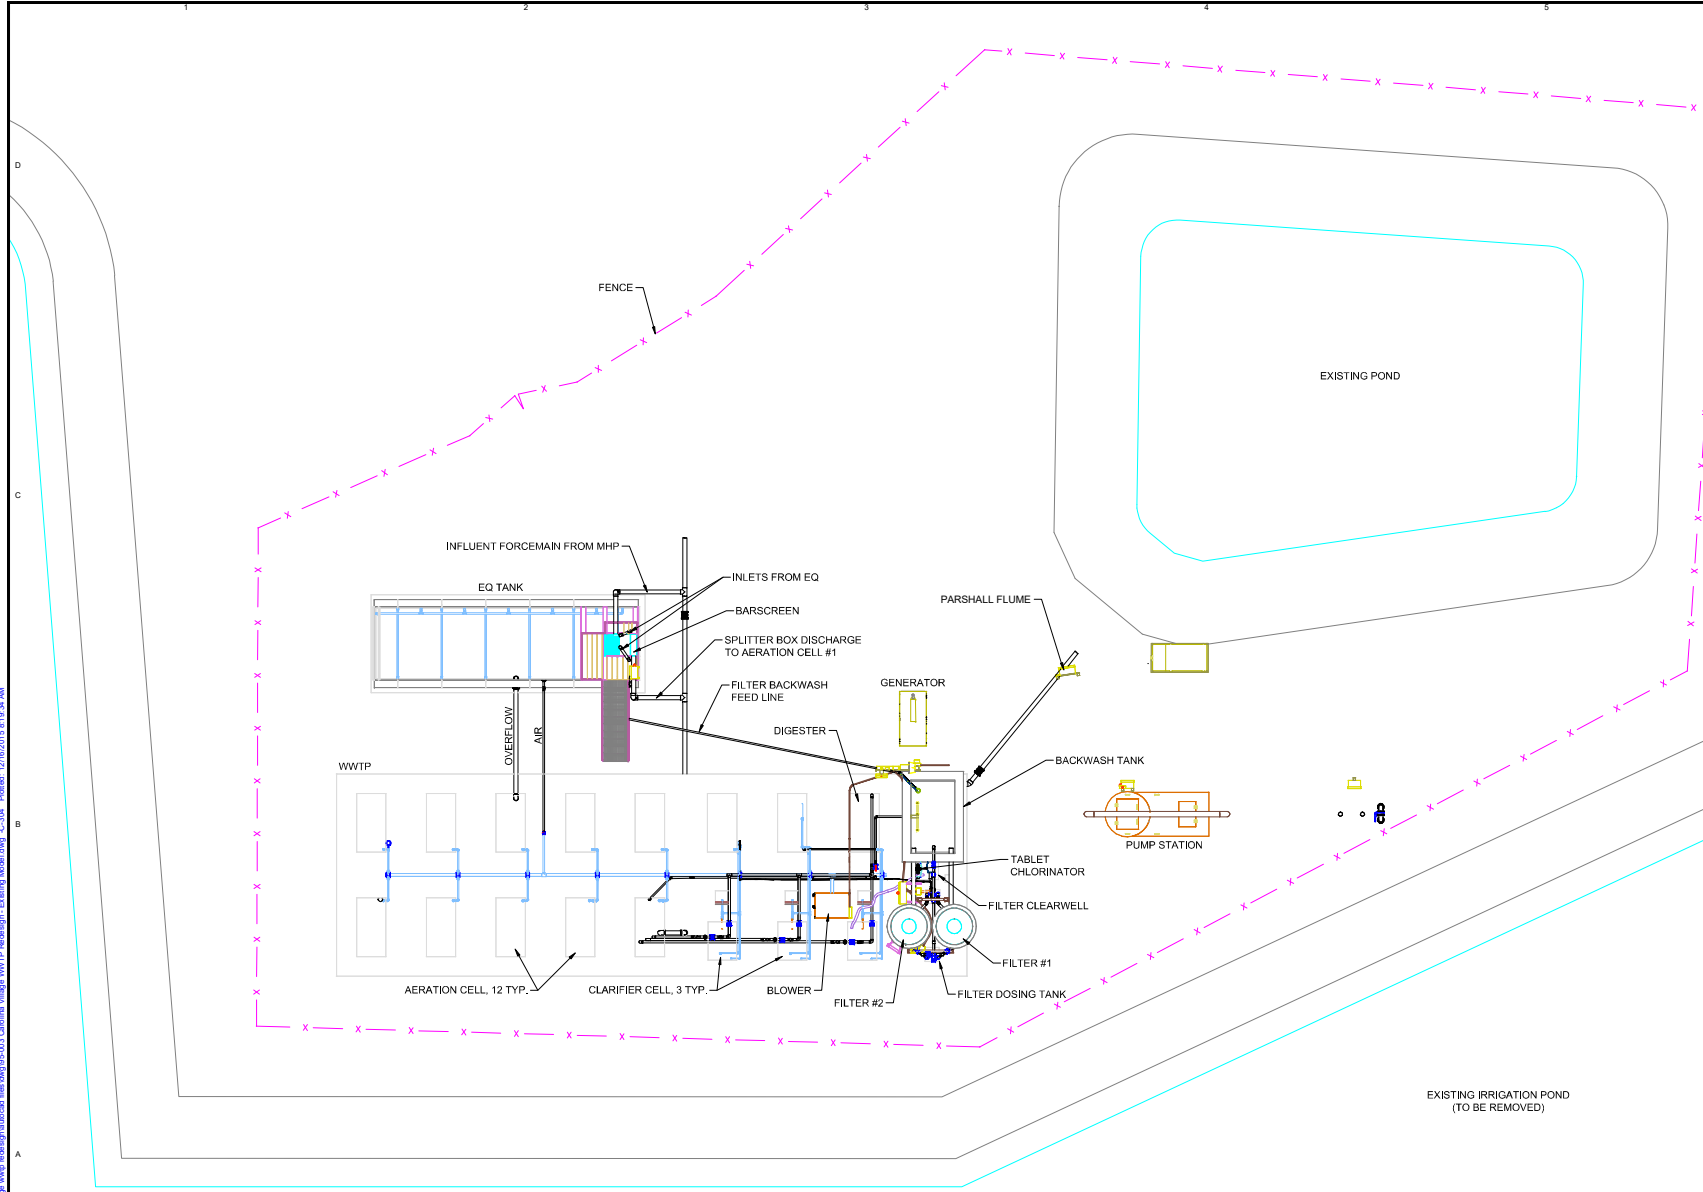 1
2
3
4
5
D
FENCE
EXISTING POND
C
INFLUENT FORCEMAIN FROM MHP
EQ TANK
INLETS FROM EQ
BARSCREEN
PARSHALL FLUME
SPLITTER BOX DISCHARGE
TO AERATION CELL #1
FILTER BACKWASH
FEED LINE
GENERATOR
OVERFLOW
AIR
DIGESTER
WWTP
BACKWASH TANK
B
PUMP STATION
TABLET
CHLORINATOR
FILTER CLEARWELL
FILTER #1
AERATION CELL, 12 TYP.
CLARIFIER CELL, 3 TYP.
BLOWER
FILTER #2
FILTER DOSING TANK
EXISTING IRRIGATION POND
(TO BE REMOVED)
A